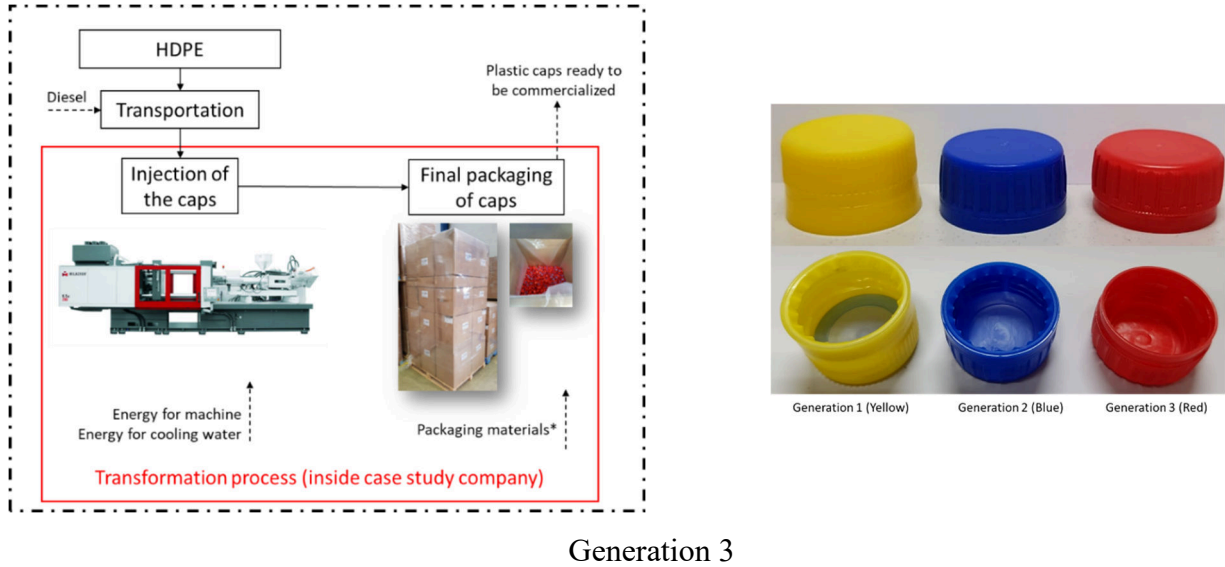 HDPE
Diesel
Transportation
Plastic caps ready to
be commercialized
Injection of
the caps
Final packaging
of caps
Energy for machine
Energy for cooling water
Packaging materials*
Transformation process (inside case study company)
Generation 1 (Yellow)
Generation 2 (Blue)
Generation 3 (Red)
Generation 3